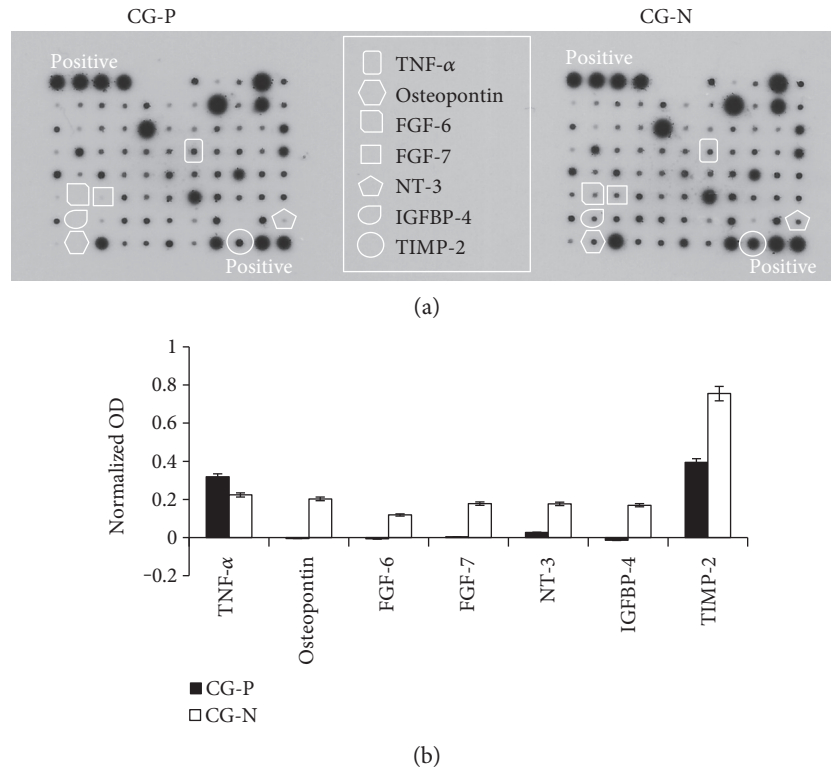 CG-P
CG-N
Positive
Positive
TNF-α
Osteopontin
FGF-6
FGF-7
NT-3
IGFBP-4
TIMP-2
Positive
Positive
(a)
1
0.8
0.6
0.4
0.2
0
-0.2
Normalized OD
TNF-α
Osteopontin
FGF-6
FGF-7
NT-3
IGFBP-4
TIMP-2
CG-P
CG-N
(b)